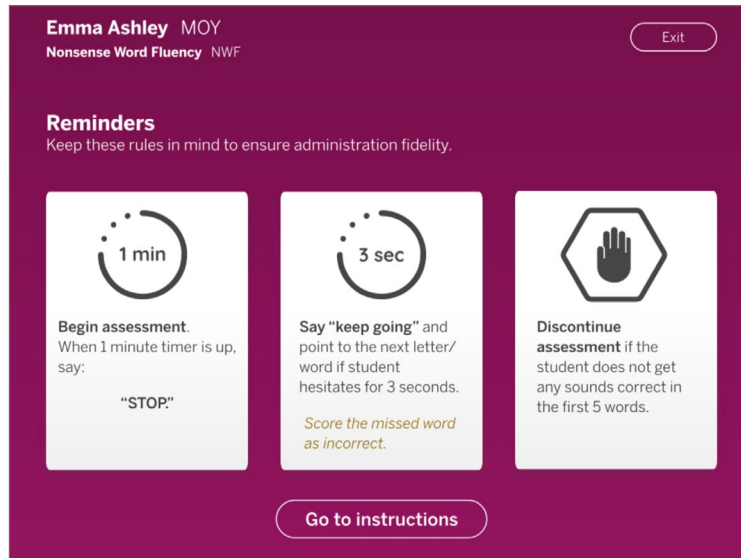 Emma Ashley MOY
Exit
Nonsense Word Fluency NWF
Reminders
Keep these rules in mind to ensure administration fidelity.
1 min
Begin assessment.
When 1 minute timer is up,
say:
“STOP.”
3 sec
Say “keep going” and
point to the next letter/
word if student
hesitates for 3 seconds.
Score the missed word
as incorrect.
Discontinue
assessment if the
student does not get
any sounds correct in
the first 5 words.
Go to instructions